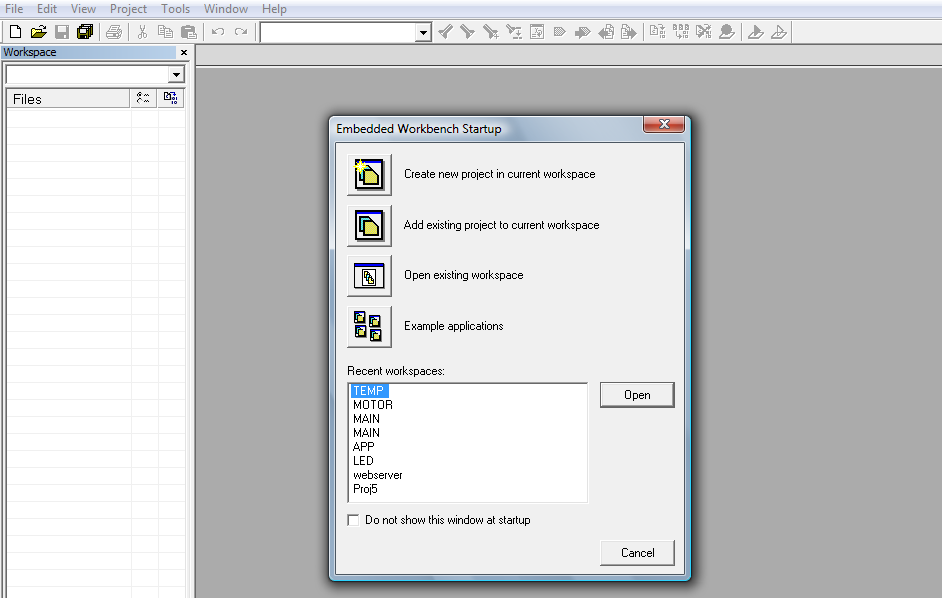 File Edit View Project Tools Window Help
Workspace
Files
Embedded Workbench Startup
Create new project in current workspace
Add existing project to current workspace
Open existing workspace
Example applications
Recent workspaces:
TEMP
MOTOR
MAIN
MAIN
APP
LED
webserver
Proj5
Open
Do not show this window at startup
Cancel